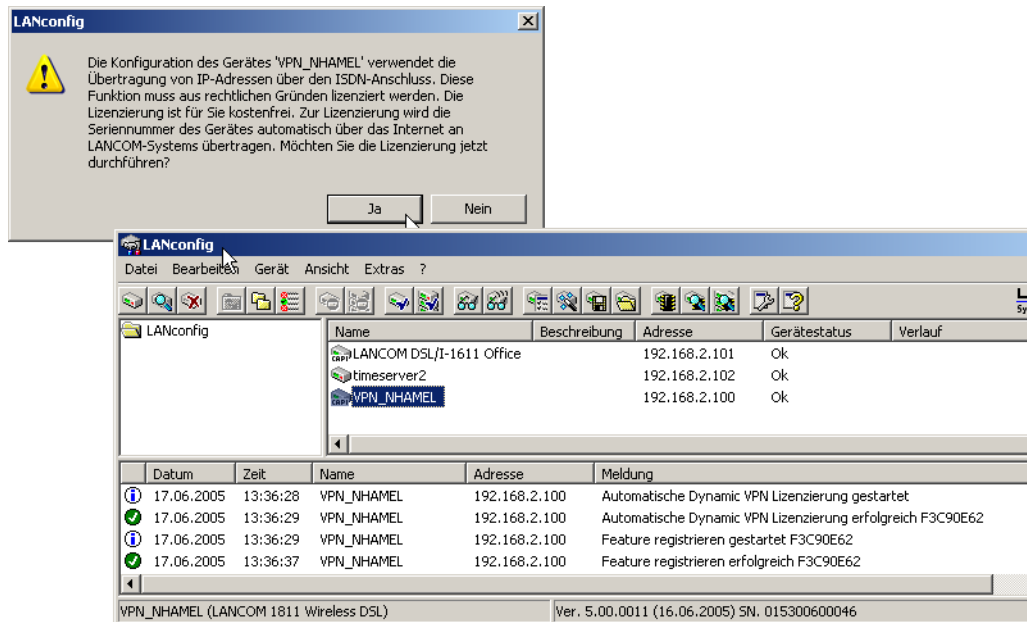 LANconfig
Die Konfiguration des Gerätes 'VPN_NHAMEL' verwendet die
Übertragung von IP-Adressen über den ISDN-Anschluss. Diese
Funktion muss aus rechtlichen Gründen lizenziert werden. Die
Lizenzierung ist für Sie kostenfrei. Zur Lizenzierung wird die
Seriennummer des Gerätes automatisch über das Internet an
LANCOM-Systems übertragen. Möchten Sie die Lizenzierung jetzt
durchführen?
Ja Nein
LANconfig
Datei Bearbeiten Gerät Ansicht Extras ?
LANconfig
Name Beschreibung Adresse Gerätestatus Verlauf
LANCOM DSL/I-1611 Office 192.168.2.101 Ok
timeserver2 192.168.2.102 Ok
VPN_NHAMEL 192.168.2.100 Ok
Datum Zeit Name Adresse Meldung
17.06.2005 13:36:28 VPN_NHAMEL 192.168.2.100 Automatische Dynamic VPN Lizenzierung gestartet
17.06.2005 13:36:29 VPN_NHAMEL 192.168.2.100 Automatische Dynamic VPN Lizenzierung erfolgreich F3C90E62
17.06.2005 13:36:29 VPN_NHAMEL 192.168.2.100 Feature registrieren gestartet F3C90E62
17.06.2005 13:36:37 VPN_NHAMEL 192.168.2.100 Feature registrieren erfolgreich F3C90E62
VPN_NHAMEL (LANCOM 1811 Wireless DSL) Ver. 5.00.0011 (16.06.2005) SN. 015300600046